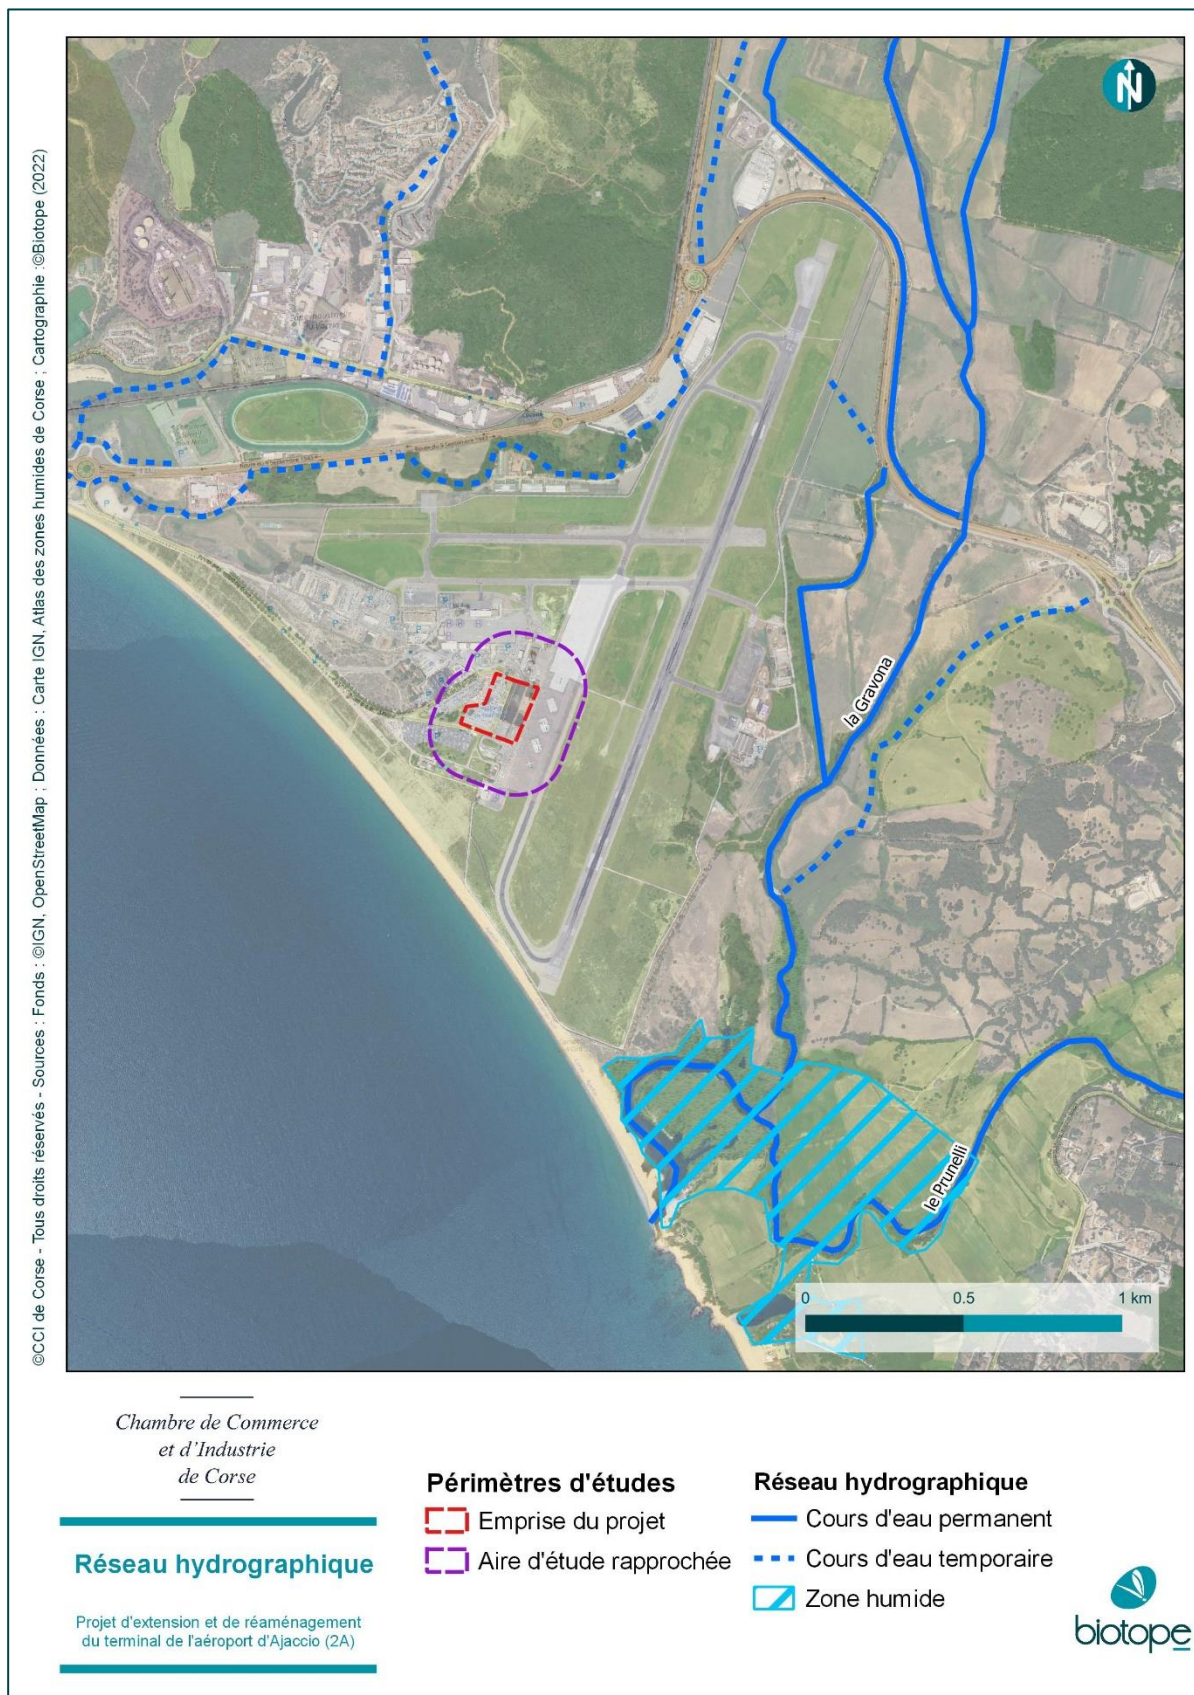 N
©CCI de Corse - Tous droits réservés - Sources : Fonds : ©IGN, OpenStreetMap ; Données : Carte IGN, Atlas des zones humides de Corse ; Cartographie :©Biotope (2022)
la Gravona
le Prunelli
0 0.5 1 km
Chambre de Commerce
et d'Industrie
de Corse
Réseau hydrographique
Projet d'extension et de réaménagement
du terminal de l'aéroport d'Ajaccio (2A)
Périmètres d'études
Emprise du projet
Aire d'étude rapprochée
Réseau hydrographique
Cours d'eau permanent
Cours d'eau temporaire
Zone humide
biotope